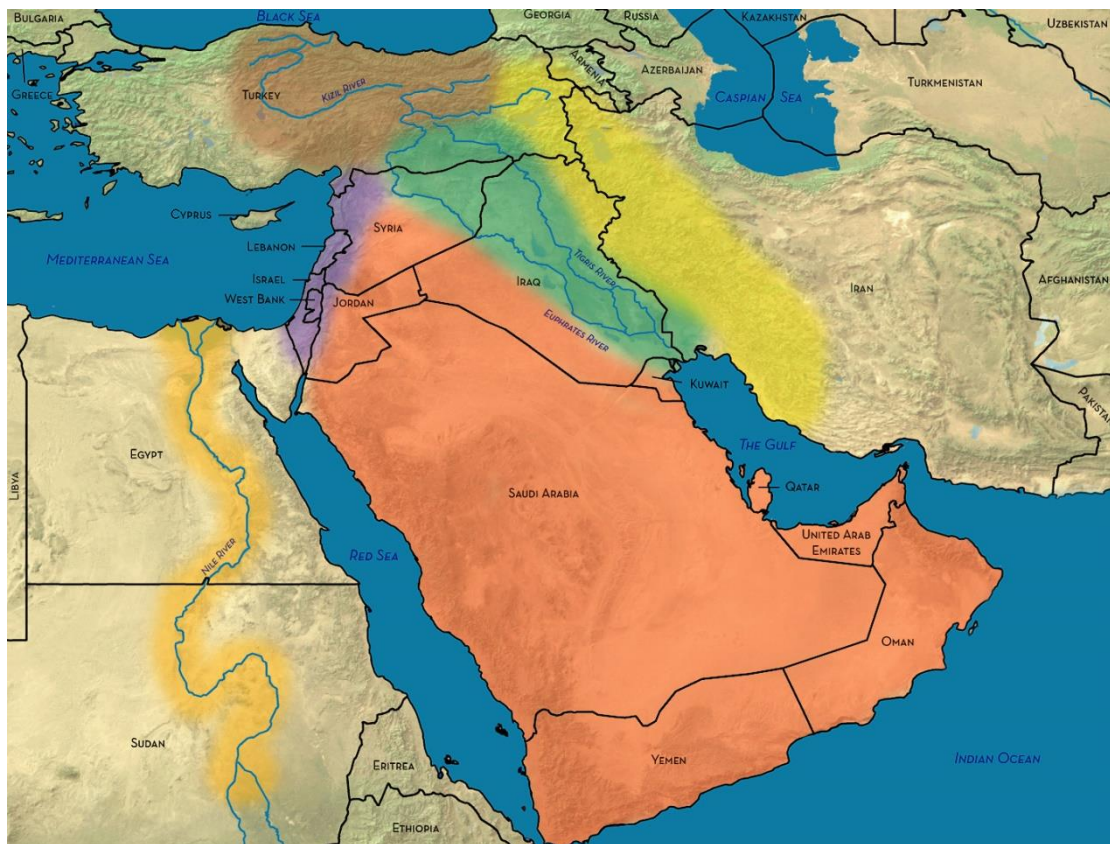 BULGARIA
BLACK SEA
GEORGIA
RUSSIA
KAZAKHSTAN
UZBEKISTAN
GREECE
TURKEY
KIZIL RIVER
ARMENIA
AZERBAIJAN
CASPIAN SEA
TURKMENISTAN
CYPRUS
SYRIA
LEBANON
MEDITERRANEAN SEA
ISRAEL
WEST BANK
JORDAN
IRAQ
TIGRIS RIVER
EUPHRATES RIVER
IRAN
AFGHANISTAN
KUWAIT
PAKISTAN
THE GULF
EGYPT
LIBYA
SAUDI ARABIA
QATAR
UNITED ARAB
EMIRATES
NILE RIVER
RED SEA
OMAN
SUDAN
YEMEN
INDIAN OCEAN
ERITREA
ETHIOPIA